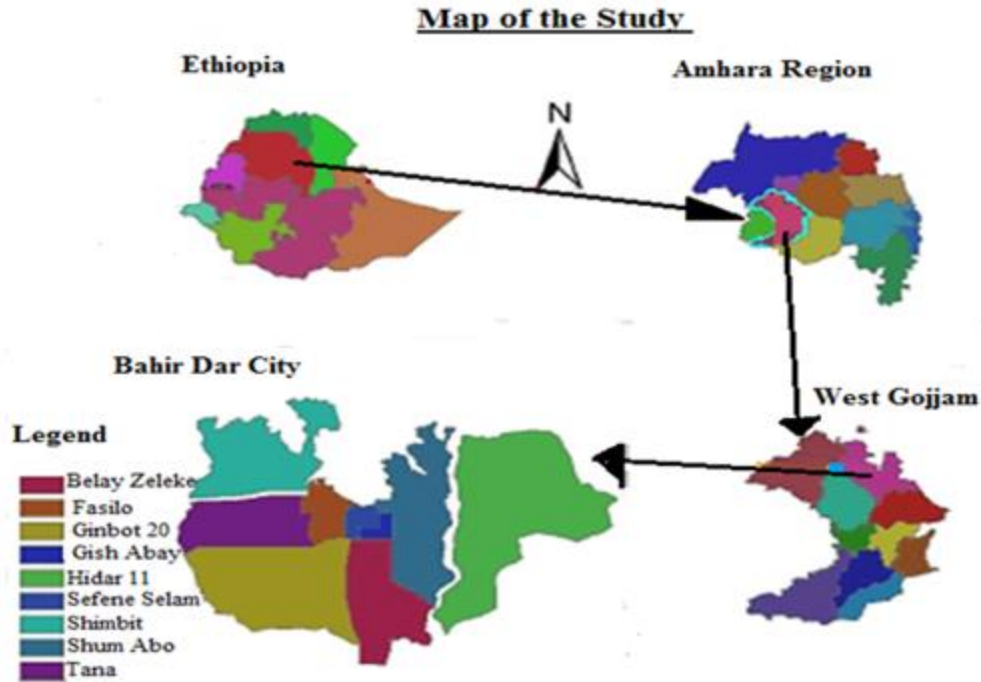 Map of the Study
Ethiopia
Amhara Region
N
Bahir Dar City
West Gojjam
Legend
Belay Zeleke
Fasilo
Ginbot 20
Gish Abay
Hidar 11
Sefene Selam
Shimbit
Shum Abo
Tana